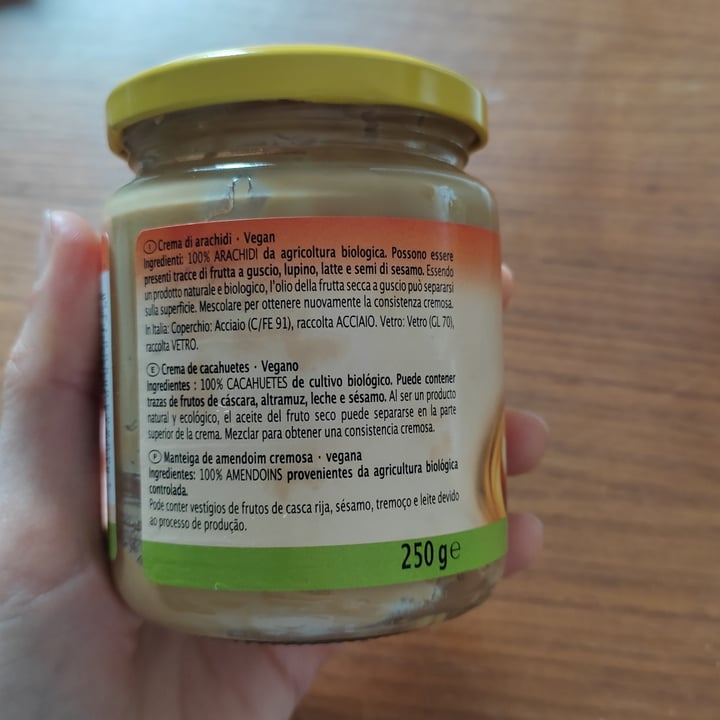 I Crema di arachidi · Vegan
Ingredienti: 100% ARACHIDI da agricoltura biologica. Possono essere
presenti tracce di frutta a guscio, lupino, latte e semi di sesamo. Essendo
un prodotto naturale e biologico, l'olio della frutta secca a guscio può separarsi
sulla superficie. Mescolare per ottenere nuovamente la consistenza cremosa.
In Italia: Coperchio: Acciaio (C/FE 91), raccolta ACCIAIO. Vetro: Vetro (GL 70),
raccolta VETRO.
E Crema de cacahuetes · Vegano
Ingredientes : 100% CACAHUETES de cultivo biológico. Puede contener
trazas de frutos de cáscara, altramuz, leche e sésamo. Al ser un producto
natural y ecológico, el aceite del fruto seco puede separarse en la parte
superior de la crema. Mezclar para obtener una consistencia cremosa.
P Manteiga de amendoim cremosa · vegana
Ingredientes: 100% AMENDOINS provenientes da agricultura biológica
controlada.
Pode conter vestígios de frutos de casca rija, sésamo, tremoço e leite devido
ao processo de produção.
250 g e